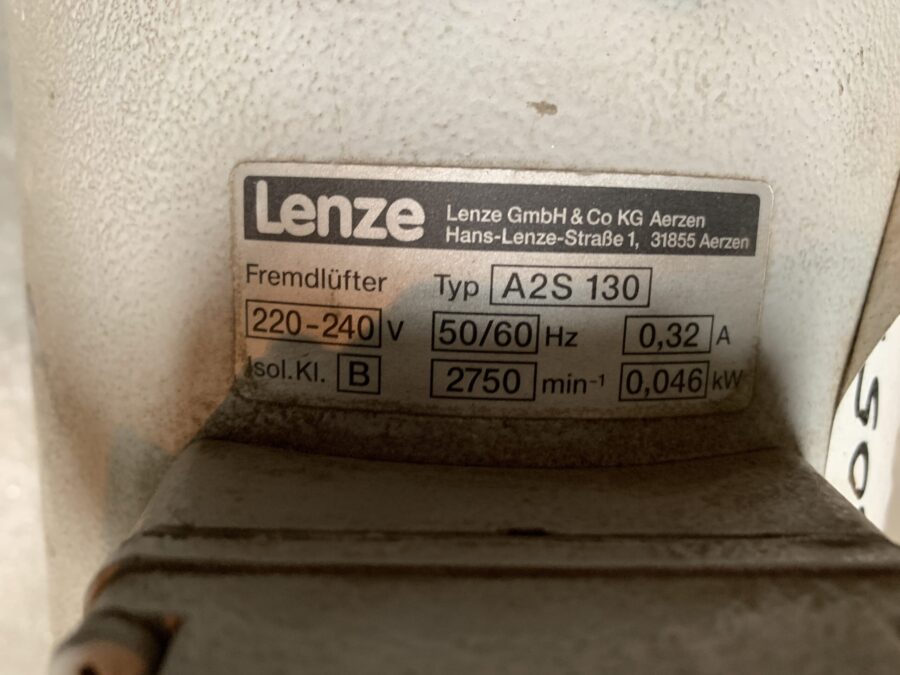 Lenze
Lenze GmbH & Co KG Aerzen
Hans-Lenze-Straße 1, 31855 Aerzen
Fremdlüfter Typ A2S 130
220-240 V 50/60 Hz 0,32 A
Isol.Kl. B 2750 min⁻¹ 0,046 kW